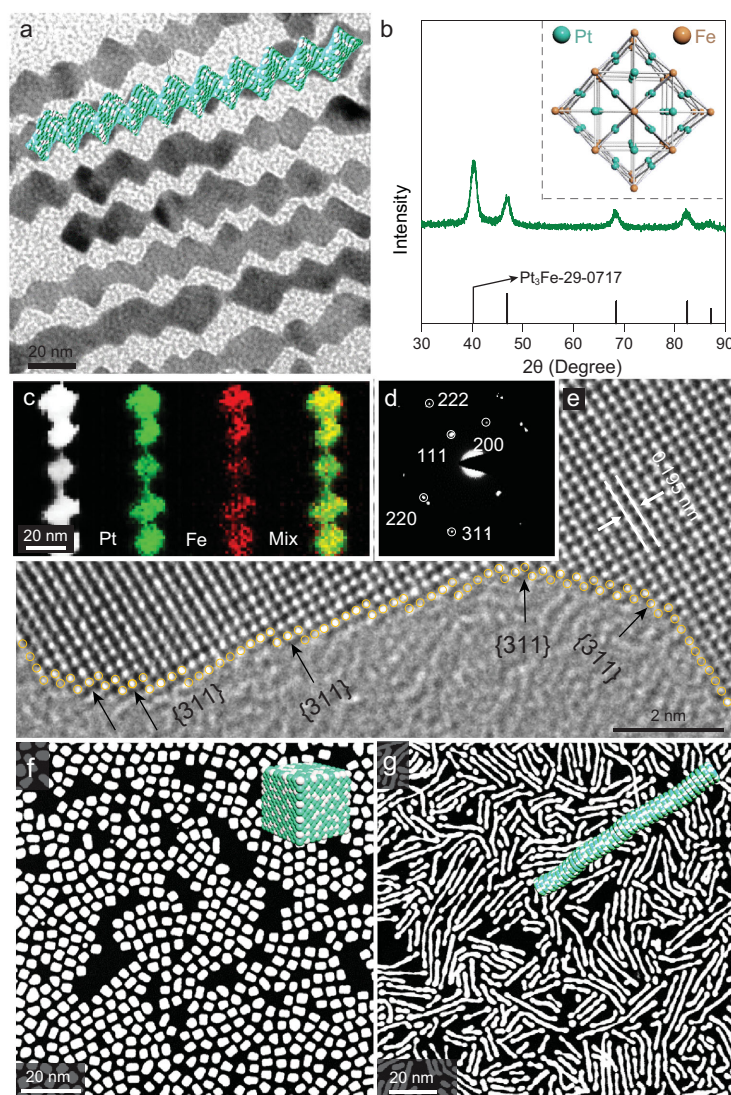 a
20 nm
b
Pt
Fe
Intensity
Pt₃Fe-29-0717
30 40 50 60 70 80 90
2θ (Degree)
c
20 nm
Pt
Fe
Mix
d
222
200
111
220
311
e
0.195 nm
{311}
{311}
{311}
{311}
2 nm
f
20 nm
g
20 nm